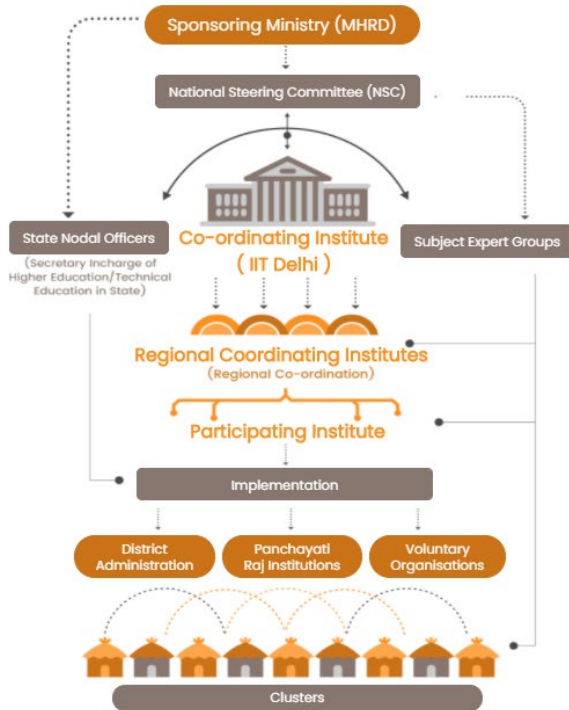 Sponsoring Ministry (MHRD)
National Steering Committee (NSC)
State Nodal Officers
(Secretary Incharge of
Higher Education/Technical
Education in State)
Co-ordinating Institute
( IIT Delhi )
Subject Expert Groups
Regional Coordinating Institutes
(Regional Co-ordination)
Participating Institute
Implementation
District
Administration
Panchayati
Raj Institutions
Voluntary
Organisations
Clusters